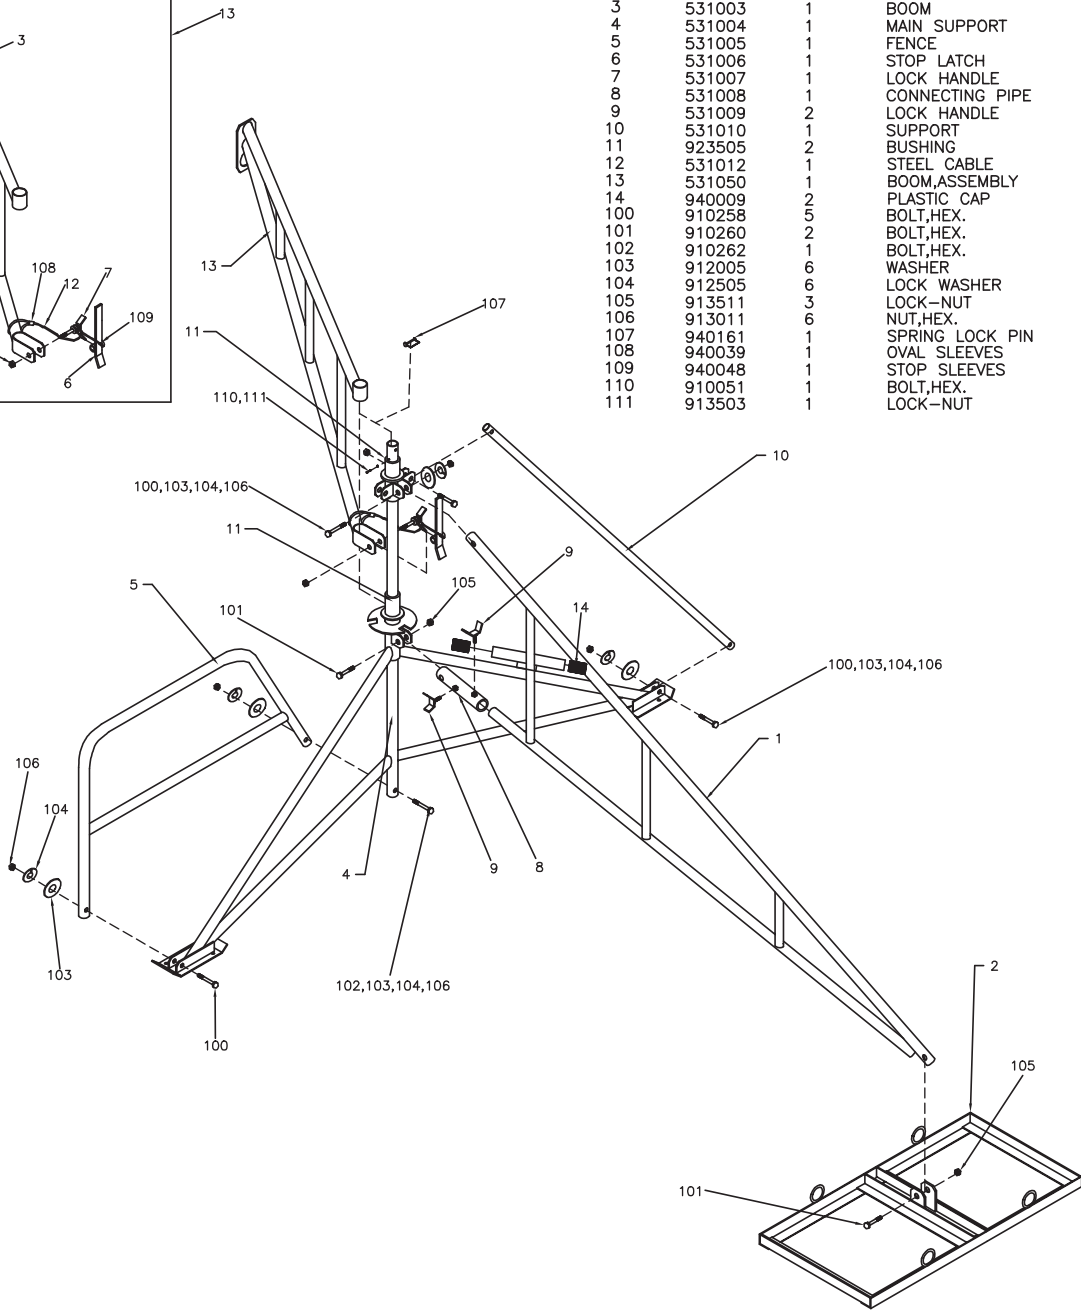 3 531003 1 BOOM
4 531004 1 MAIN SUPPORT
5 531005 1 FENCE
6 531006 1 STOP LATCH
7 531007 1 LOCK HANDLE
8 531008 1 CONNECTING PIPE
9 531009 2 LOCK HANDLE
10 531010 1 SUPPORT
11 923505 2 BUSHING
12 531012 1 STEEL CABLE
13 531050 1 BOOM,ASSEMBLY
14 940009 2 PLASTIC CAP
100 910258 5 BOLT,HEX.
101 910260 2 BOLT,HEX.
102 910262 1 BOLT,HEX.
103 912005 6 WASHER
104 912505 6 LOCK WASHER
105 913511 3 LOCK-NUT
106 913011 6 NUT,HEX.
107 940161 1 SPRING LOCK PIN
108 940039 1 OVAL SLEEVES
109 940048 1 STOP SLEEVES
110 910051 1 BOLT,HEX.
111 913503 1 LOCK-NUT
13
3
108
12
7
109
6
13
107
11
110,111
10
100,103,104,106
11
9
5
105
14
101
100,103,104,106
1
106
104
4
9
8
103
102,103,104,106
100
2
105
101